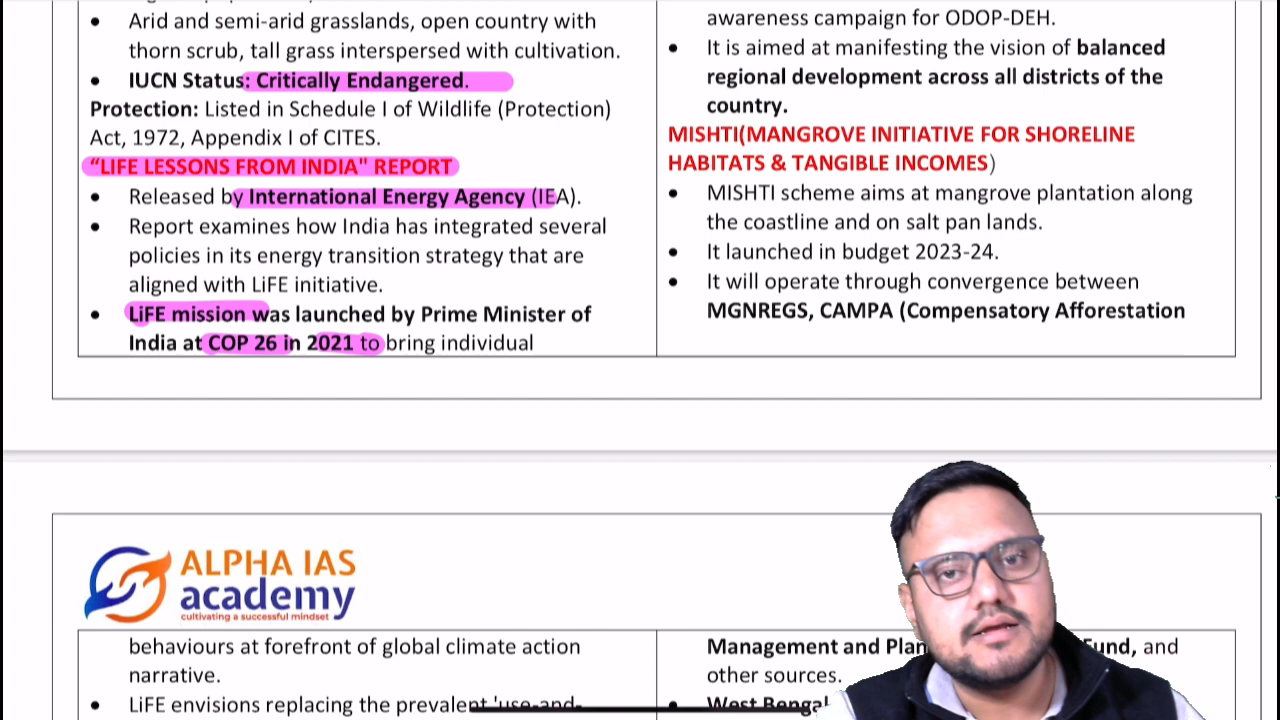 Arid and semi-arid grasslands, open country with
thorn scrub, tall grass interspersed with cultivation.
IUCN Status: Critically Endangered.
Protection: Listed in Schedule I of Wildlife (Protection)
Act, 1972, Appendix I of CITES.
“LIFE LESSONS FROM INDIA" REPORT
Released by International Energy Agency (IEA).
Report examines how India has integrated several
policies in its energy transition strategy that are
aligned with LiFE initiative.
LiFE mission was launched by Prime Minister of
India at COP 26 in 2021 to bring individual
awareness campaign for ODOP-DEH.
It is aimed at manifesting the vision of balanced
regional development across all districts of the
country.
MISHTI(MANGROVE INITIATIVE FOR SHORELINE
HABITATS & TANGIBLE INCOMES)
MISHTI scheme aims at mangrove plantation along
the coastline and on salt pan lands.
It launched in budget 2023-24.
It will operate through convergence between
MGNREGS, CAMPA (Compensatory Afforestation
ALPHA IAS
academy
cultivating a successful mindset
behaviours at forefront of global climate action
narrative.
LiFE envisions replacing the prevalent 'use-and-
Management and and
other sources.
West Bengal